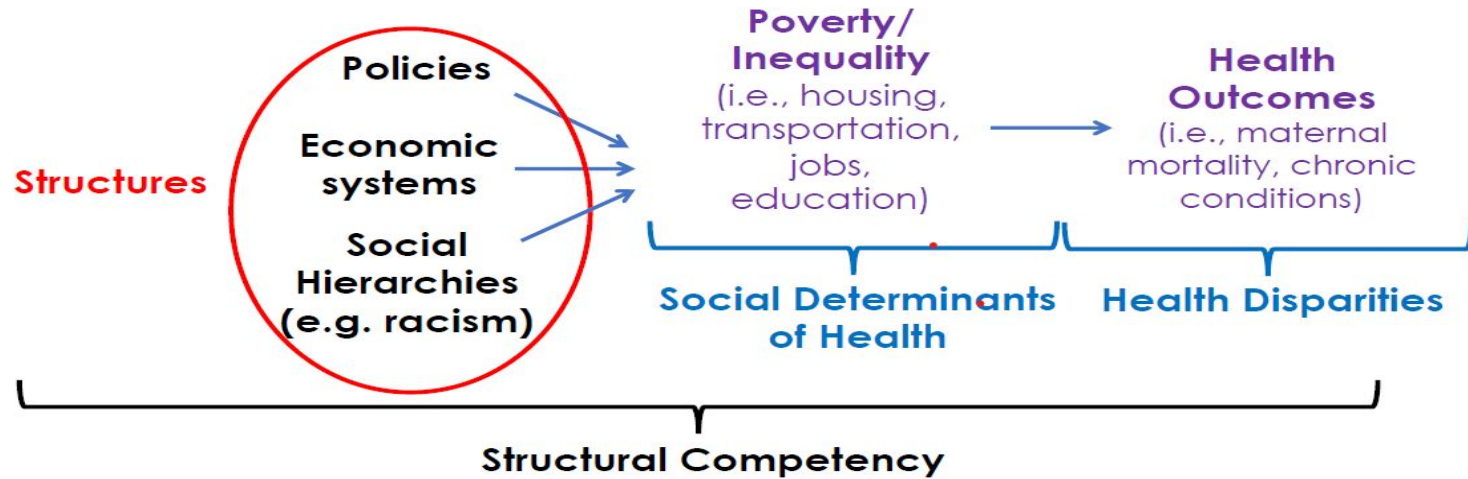 Structures
Policies
Economic
systems
Social
Hierarchies
(e.g. racism)
Poverty/
Inequality
(i.e., housing,
transportation,
jobs,
education)
Health
Outcomes
(i.e., maternal
mortality, chronic
conditions)
Social Determinants
of Health
Health Disparities
Structural Competency